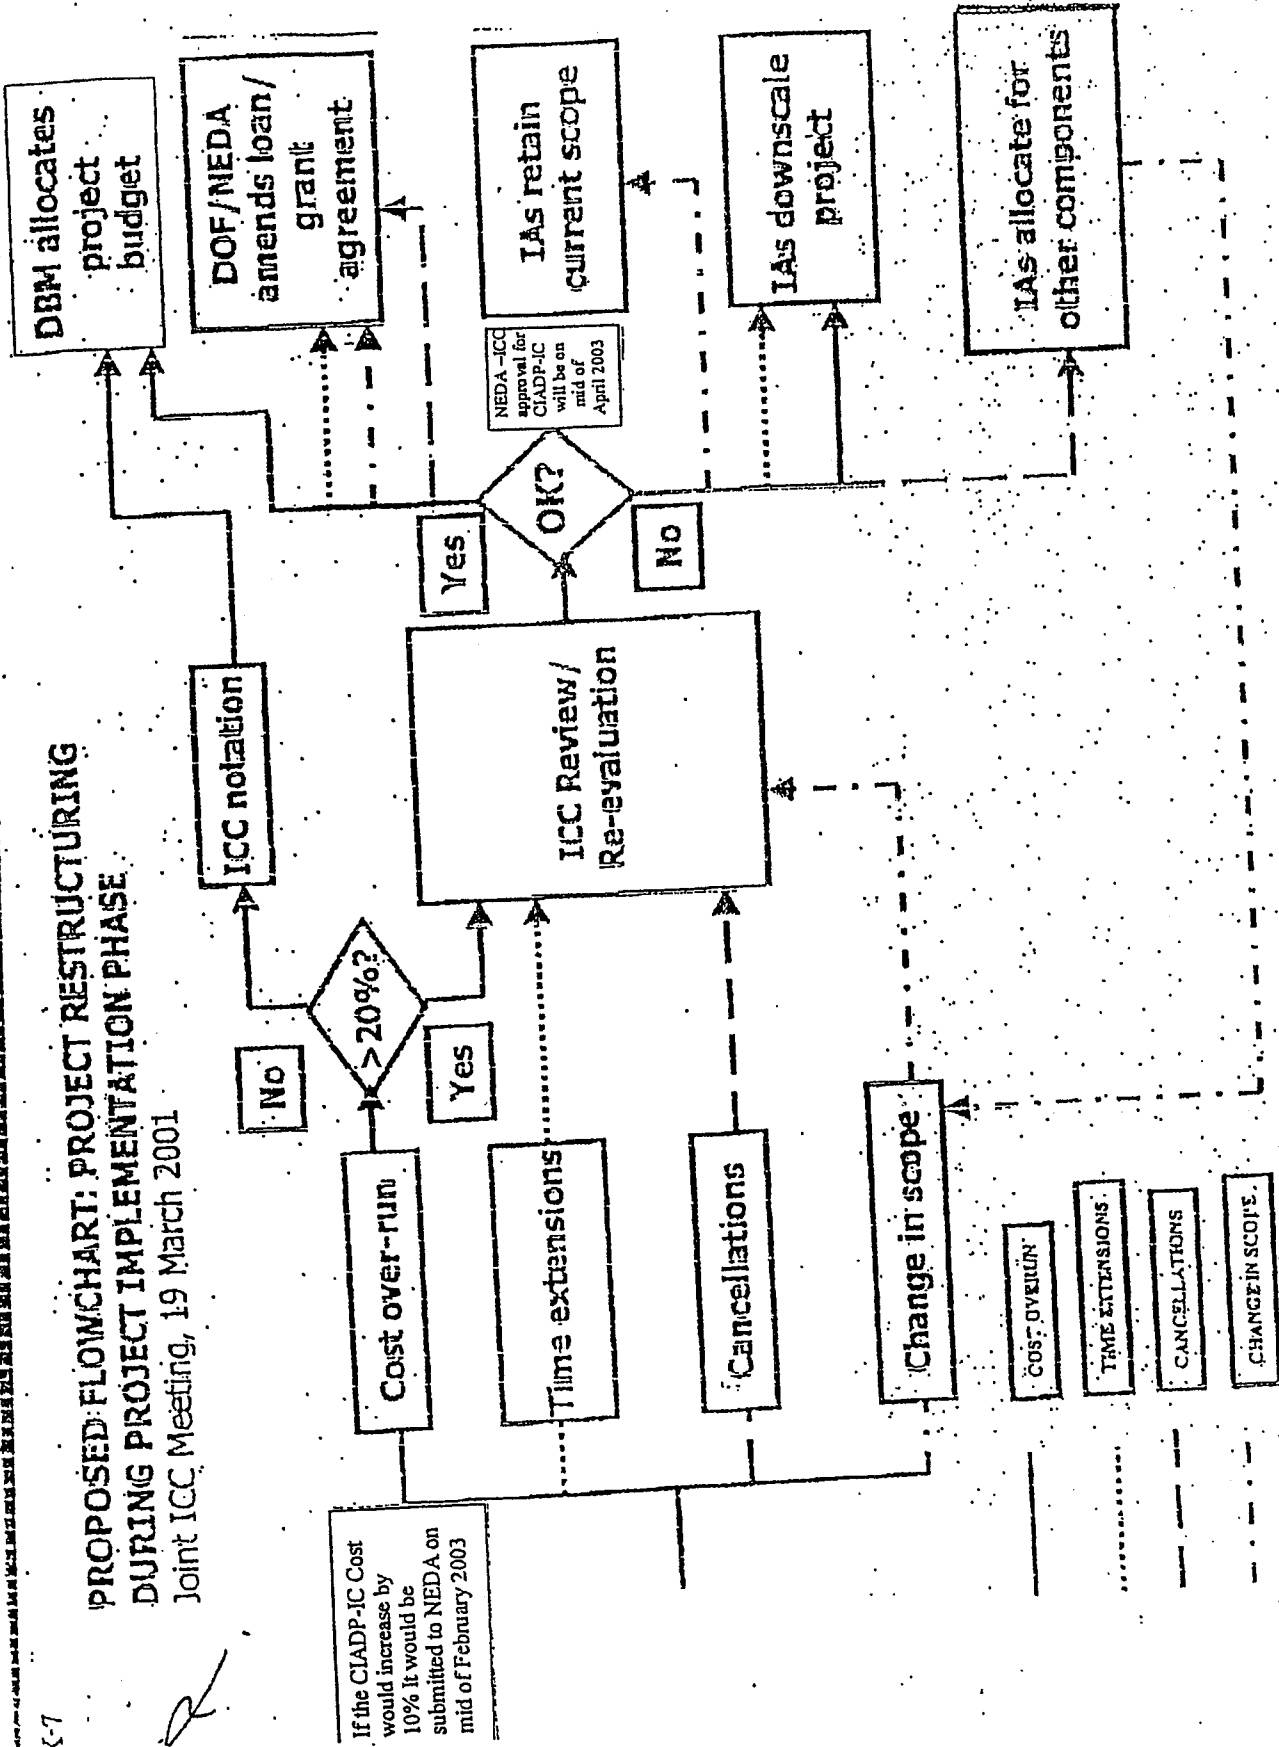 PROPOSED FLOWCHART: PROJECT RESTRUCTURING
DURING PROJECT IMPLEMENTATION PHASE
Joint ICC Meeting, 19 March 2001
If the CIADP-IC Cost
would increase by
10% It would be
submitted to NEDA on
mid of February 2003
Cost over-run
Time extensions
Cancellations
Change in scope
>20%?
No
Yes
ICC notation
ICC Review/
Re-evaluation
OK?
Yes
No
NEDA –ICC
approval for
CIADP-IC
will be on
mid of
April 2003
DBM allocates
project
budget
DOF/NEDA
amends loan/
grant
agreement
IAs retain
current scope
IAs downscale
project
IAs allocate for
other components
COST OVERUN
TIME EXTENSIONS
CANCELLATIONS
CHANGE IN SCOPE